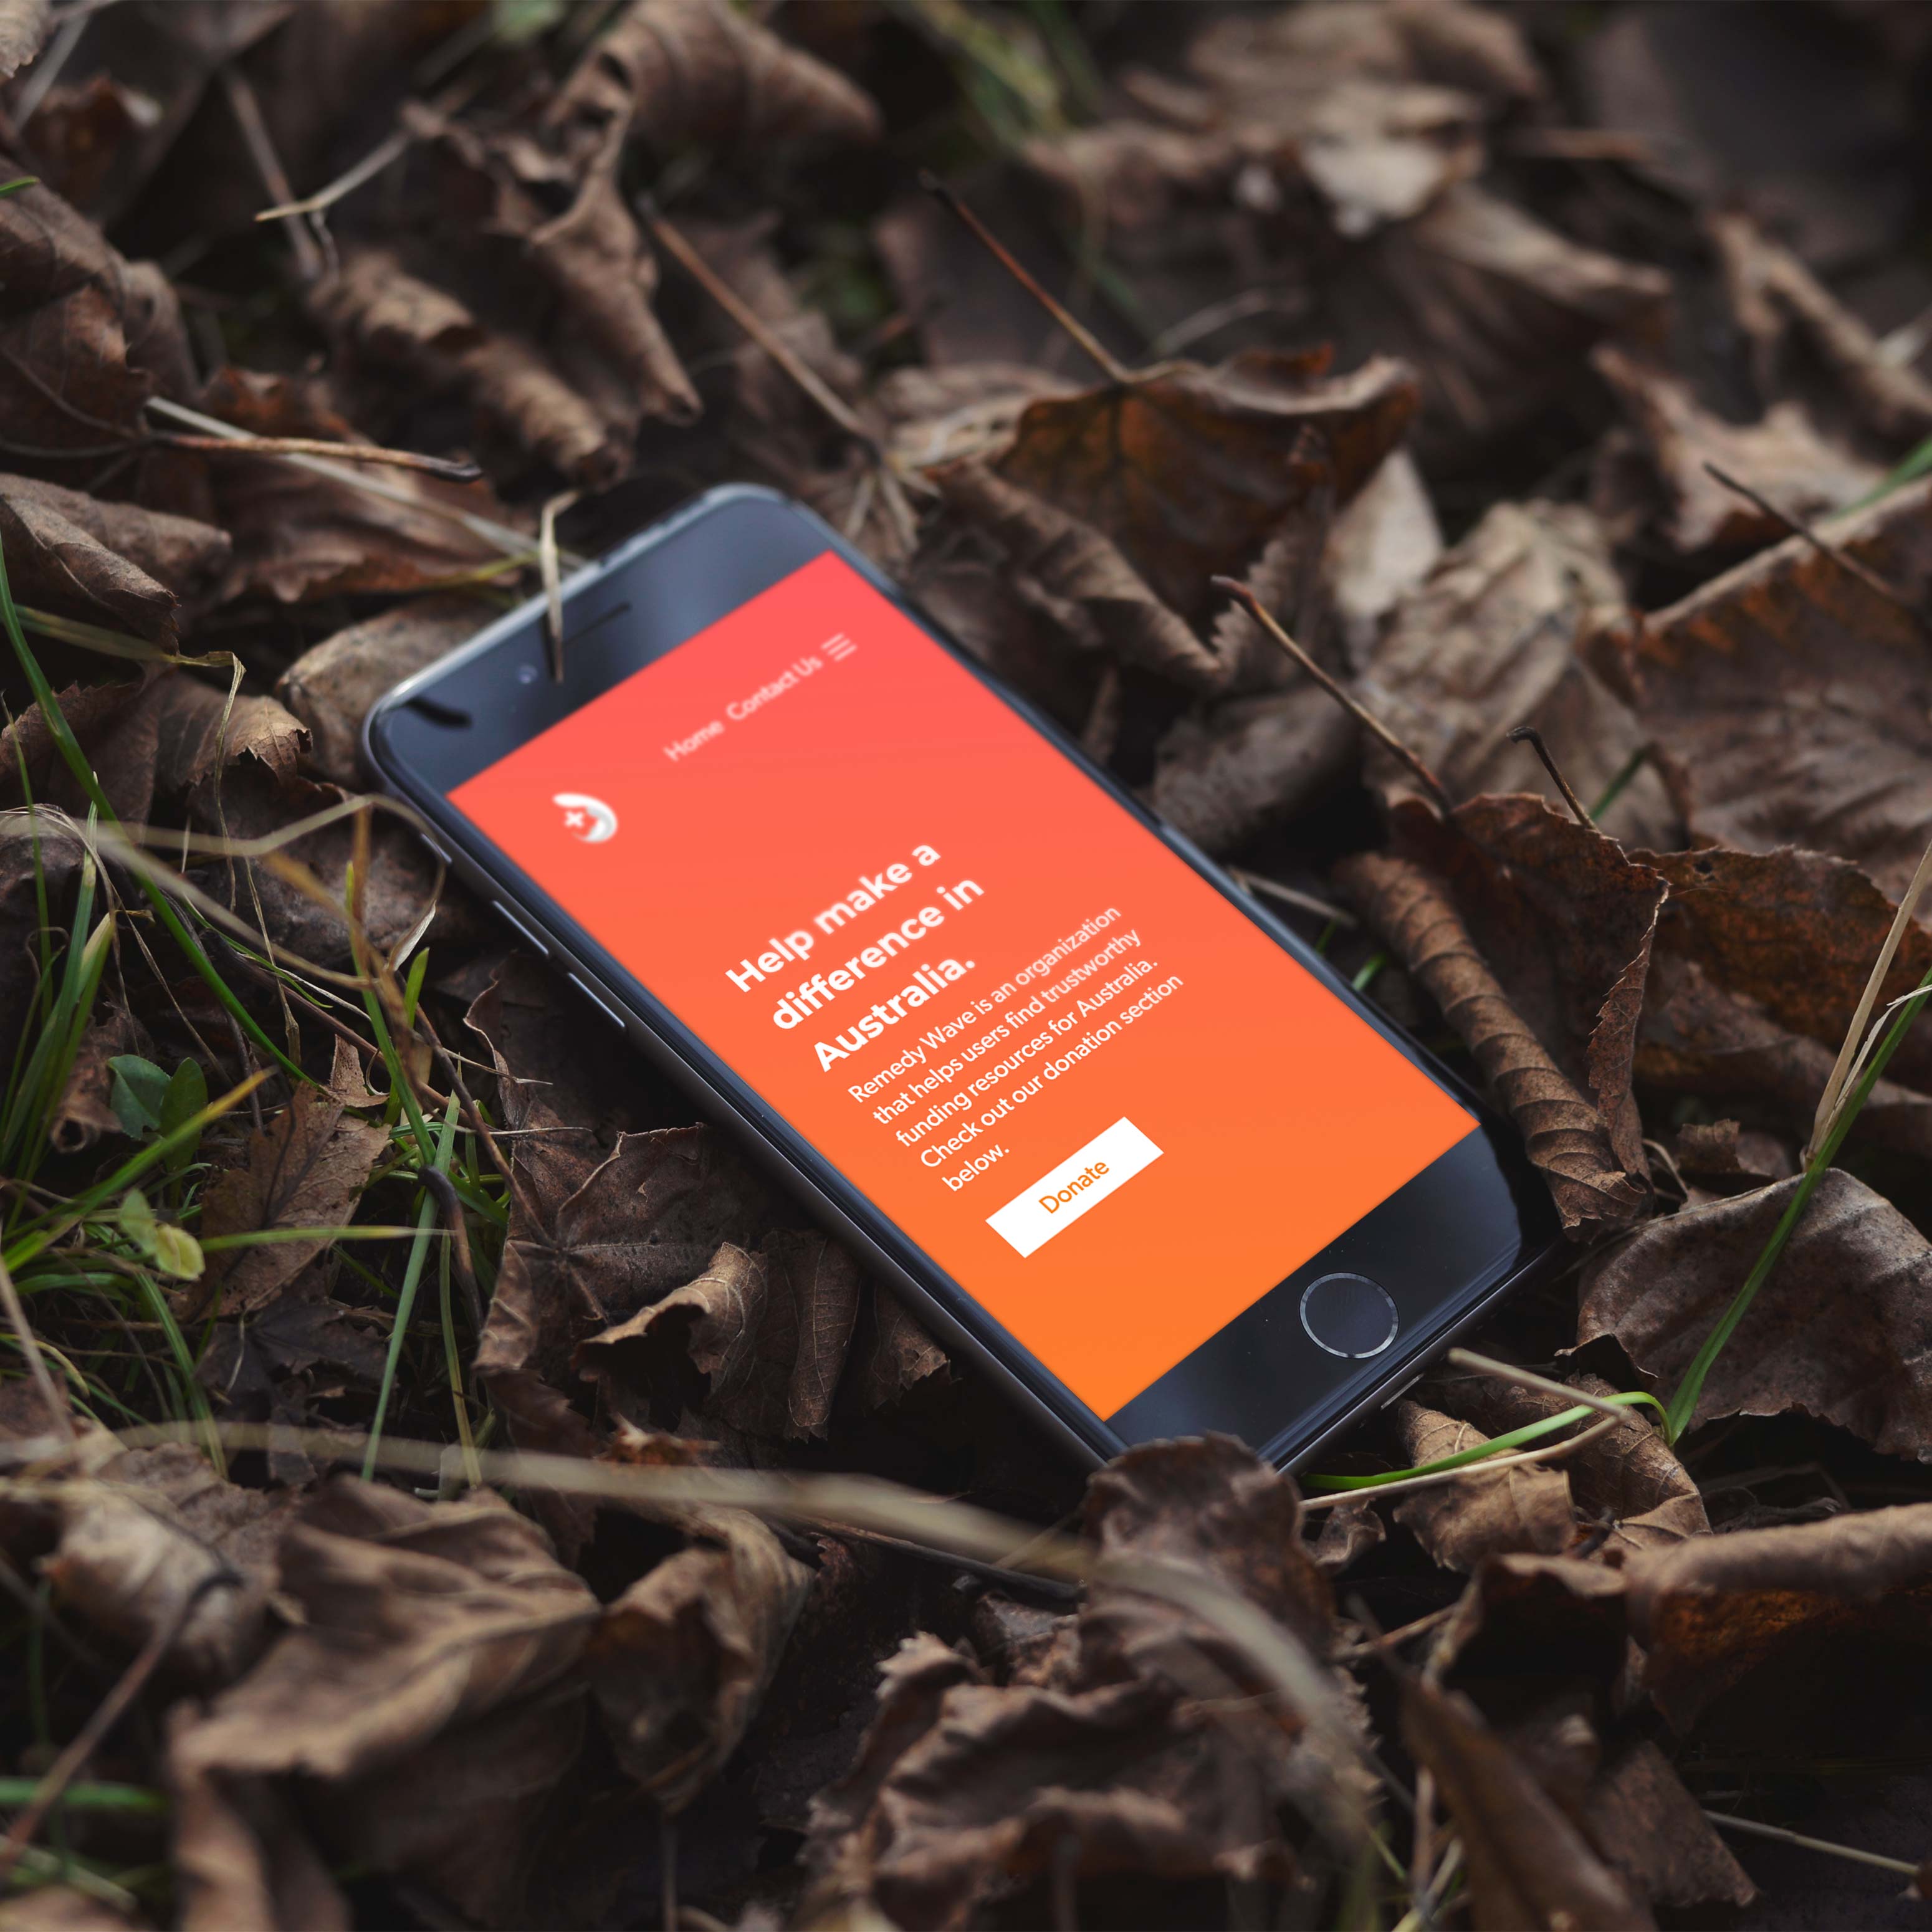 Home Contact Us
Help make a
difference in
Australia.
Remedy Wave is an organization
that helps users find trustworthy
funding resources for Australia.
Check out our donation section
below.
Donate